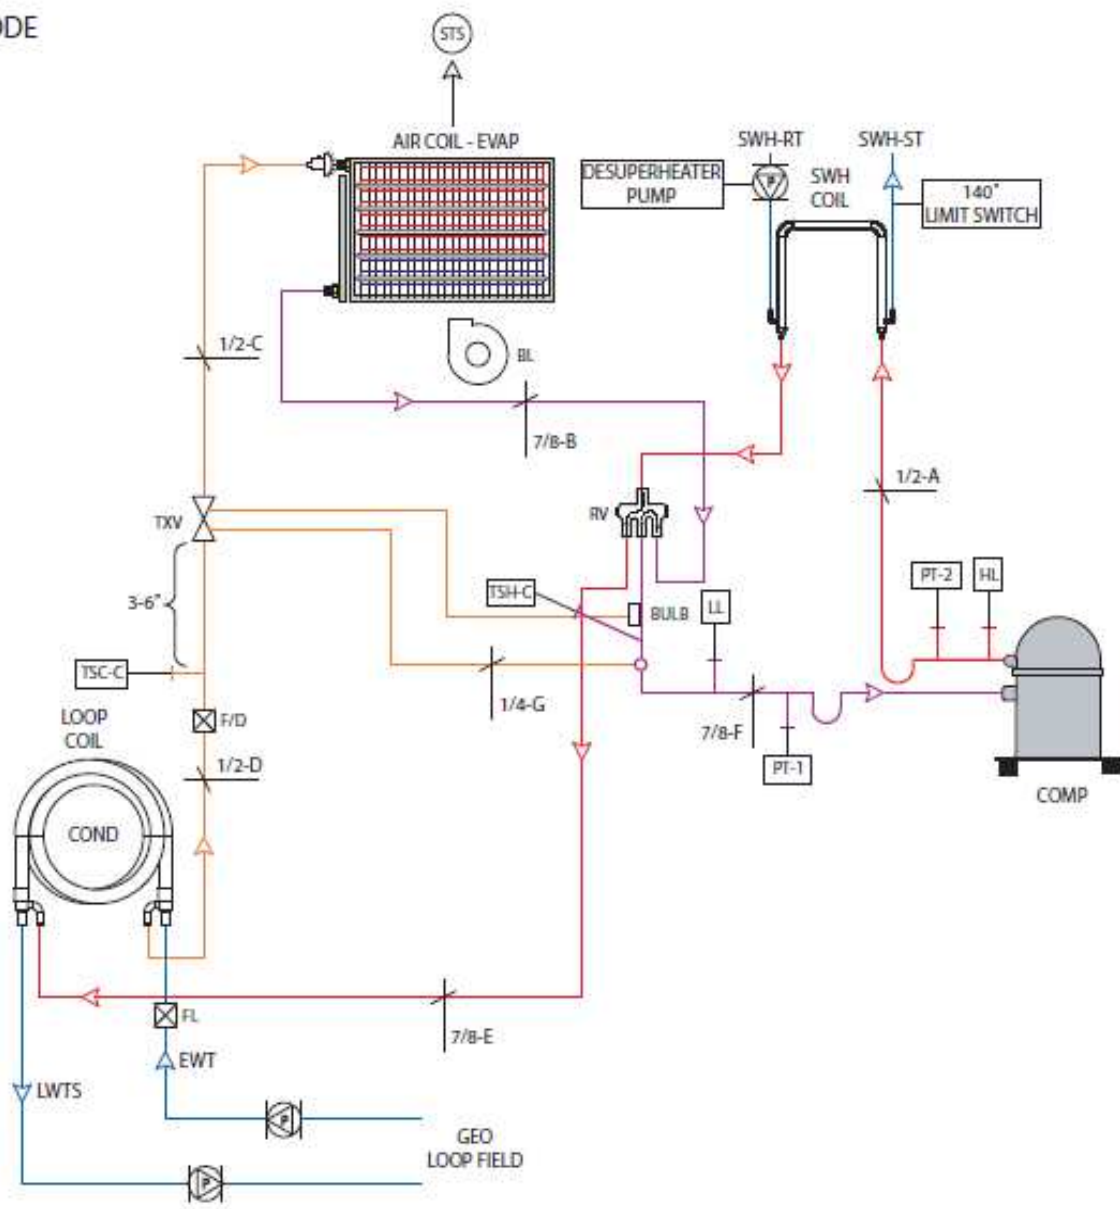 ODE
STS
AIR COIL - EVAP
SWH-RT
SWH-ST
DESUPERHEATER
PUMP
P
SWH
COIL
140°
LIMIT SWITCH
1/2-C
BL
7/8-B
1/2-A
RV
TXV
3-6"
TSH-C
BULB
LL
PT-2
HL
TSC-C
1/4-G
F/D
7/8-F
PT-1
LOOP
COIL
1/2-D
COMP
COND
FL
7/8-E
EWT
LWTS
P
GEO
LOOP FIELD
P